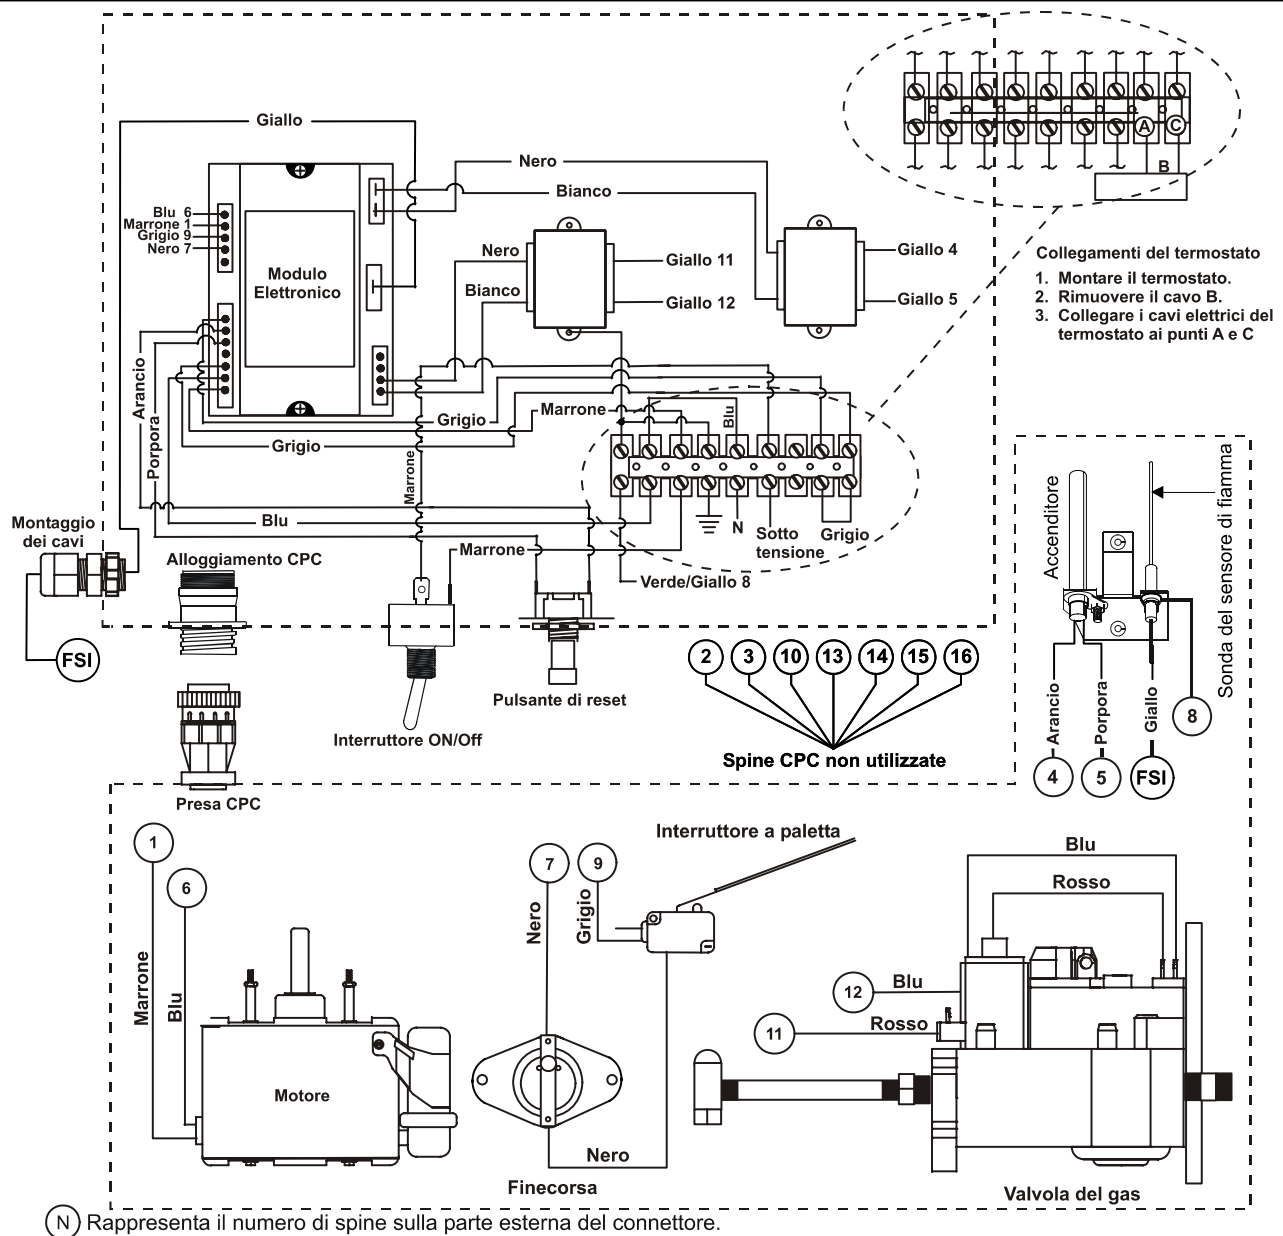 Giallo
Nero
Bianco
Blu 6
Marrone 1
Grigio 9
Nero 7
Modulo
Elettronico
Nero
Bianco
Giallo 11
Giallo 12
Giallo 4
Giallo 5
A
C
B
Collegamenti del termostato
1. Montare il termostato.
2. Rimuovere il cavo B.
3. Collegare i cavi elettrici del
termostato ai punti A e C
Arancio
Porpora
Grigio
Marrone
Grigio
Blu
Marrone
Blu
Marrone
N
Sotto
tensione
Grigio
Verde/Giallo 8
Montaggio
dei cavi
FSI
Alloggiamento CPC
Presa CPC
Interruttore ON/Off
Pulsante di reset
2
3
10
13
14
15
16
Spine CPC non utilizzate
Accenditore
Sonda del sensore di fiamma
Arancio
Porpora
Giallo
8
4
5
FSI
1
6
Marrone
Blu
Motore
7
9
Nero
Grigio
Interruttore a paletta
Nero
Finecorsa
Blu
Rosso
12
Blu
11
Rosso
Valvola del gas
N Rappresenta il numero di spine sulla parte esterna del connettore.